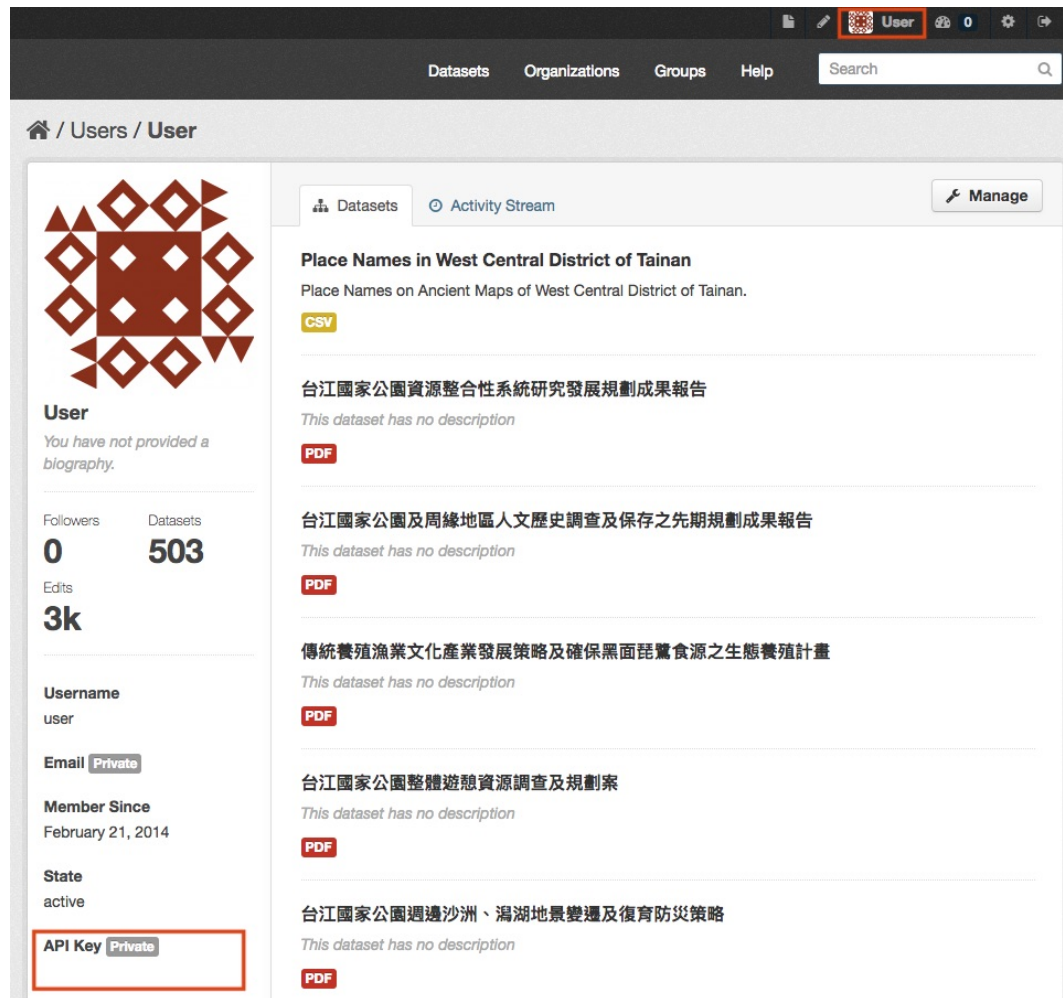 User
0
Datasets
Organizations
Groups
Help
Search
/ Users / User
User
You have not provided a
biography.
Followers
Datasets
0
503
Edits
3k
Username
user
Email Private
Member Since
February 21, 2014
State
active
API Key Private
Datasets
Activity Stream
Manage
Place Names in West Central District of Tainan
Place Names on Ancient Maps of West Central District of Tainan.
CSV
台江國家公園資源整合性系統研究發展規劃成果報告
This dataset has no description
PDF
台江國家公園及周緣地區人文歷史調查及保存之先期規劃成果報告
This dataset has no description
PDF
傳統養殖漁業文化產業發展策略及確保黑面琵鷺食源之生態養殖計畫
This dataset has no description
PDF
台江國家公園整體遊憩資源調查及規劃案
This dataset has no description
PDF
台江國家公園週邊沙洲、潟湖地景變遷及復育防災策略
This dataset has no description
PDF